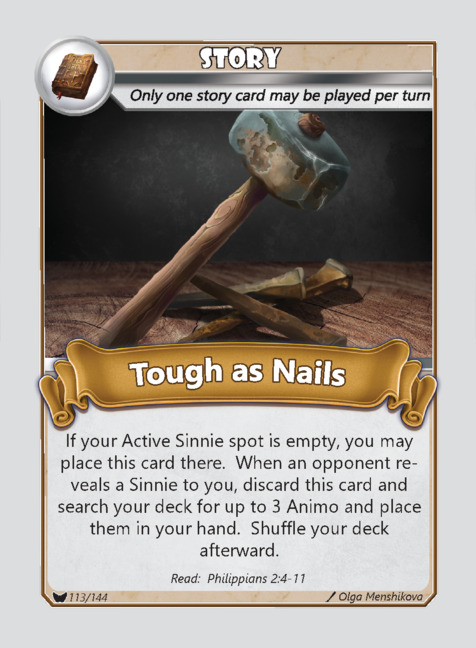 STORY
Only one story card may be played per turn
Tough as Nails
If your Active Sinnie spot is empty, you may
place this card there.  When an opponent re-
veals a Sinnie to you, discard this card and
search your deck for up to 3 Animo and place
them in your hand.  Shuffle your deck
afterward.
Read:  Philippians 2:4-11
113/144
Olga Menshikova